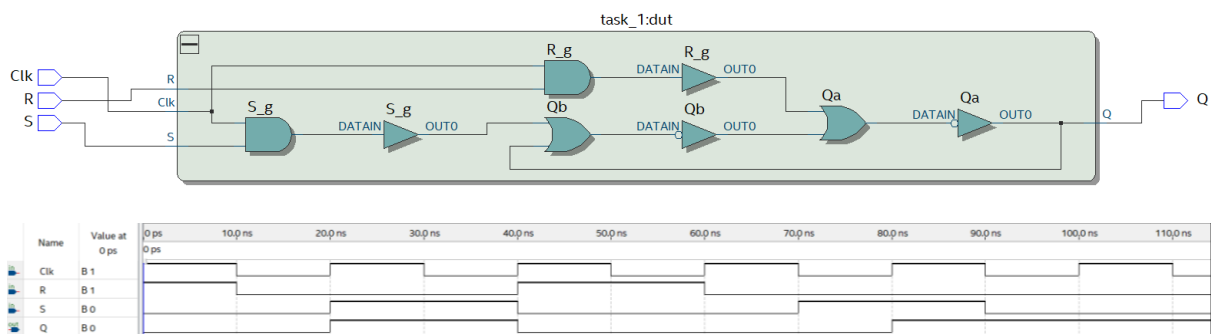 task_1:dut
R_g R_g
Clk R DATAIN OUT0
R Clk S_g S_g Qb Qb Qa Qa
S DATAIN OUT0 DATAIN OUT0 DATAIN OUT0 Q Q
S
Name Value at 0 ps 0 ps 10.0 ns 20.0 ns 30.0 ns 40.0 ns 50.0 ns 60.0 ns 70.0 ns 80.0 ns 90.0 ns 100.0 ns 110.0 ns
0 ps
Clk B 1
R B 1
S B 0
Q B 0